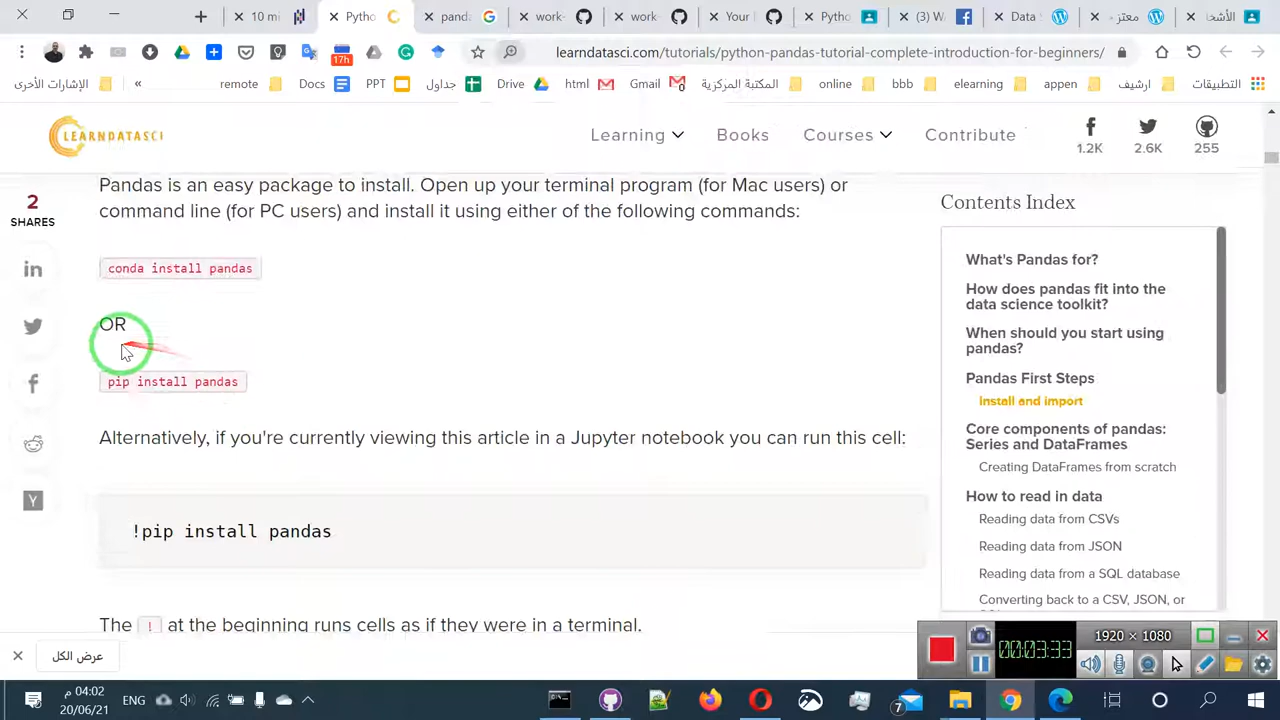 10 mi
Pytho
panda
work-
work-
Your |
Pytho
(3) W
Data '
معتز
الأشخا
learndatasci.com/tutorials/python-pandas-tutorial-complete-introduction-for-beginners/
17h
الإشارات الأخرى
«
remote
Docs
PPT
جداول
Drive
html
Gmail
0
المكتبة المركزية
online
bbb
elearning
appen
ارشيف
التطبيقات
LEARNDATASCI
Learning
Books
Courses
Contribute
1.2K
2.6K
255
2
SHARES
Pandas is an easy package to install. Open up your terminal program (for Mac users) or
command line (for PC users) and install it using either of the following commands:
conda install pandas
OR
pip install pandas
Alternatively, if you're currently viewing this article in a Jupyter notebook you can run this cell:
!pip install pandas
The ! at the beginning runs cells as if they were in a terminal.
Contents Index
What's Pandas for?
How does pandas fit into the
data science toolkit?
When should you start using
pandas?
Pandas First Steps
Install and import
Core components of pandas:
Series and DataFrames
Creating DataFrames from scratch
How to read in data
Reading data from CSVs
Reading data from JSON
Reading data from a SQL database
Converting back to a CSV, JSON, or
عرض الكل
00:03:33
1920 × 1080
04:02 م
20/06/21
ENG
7